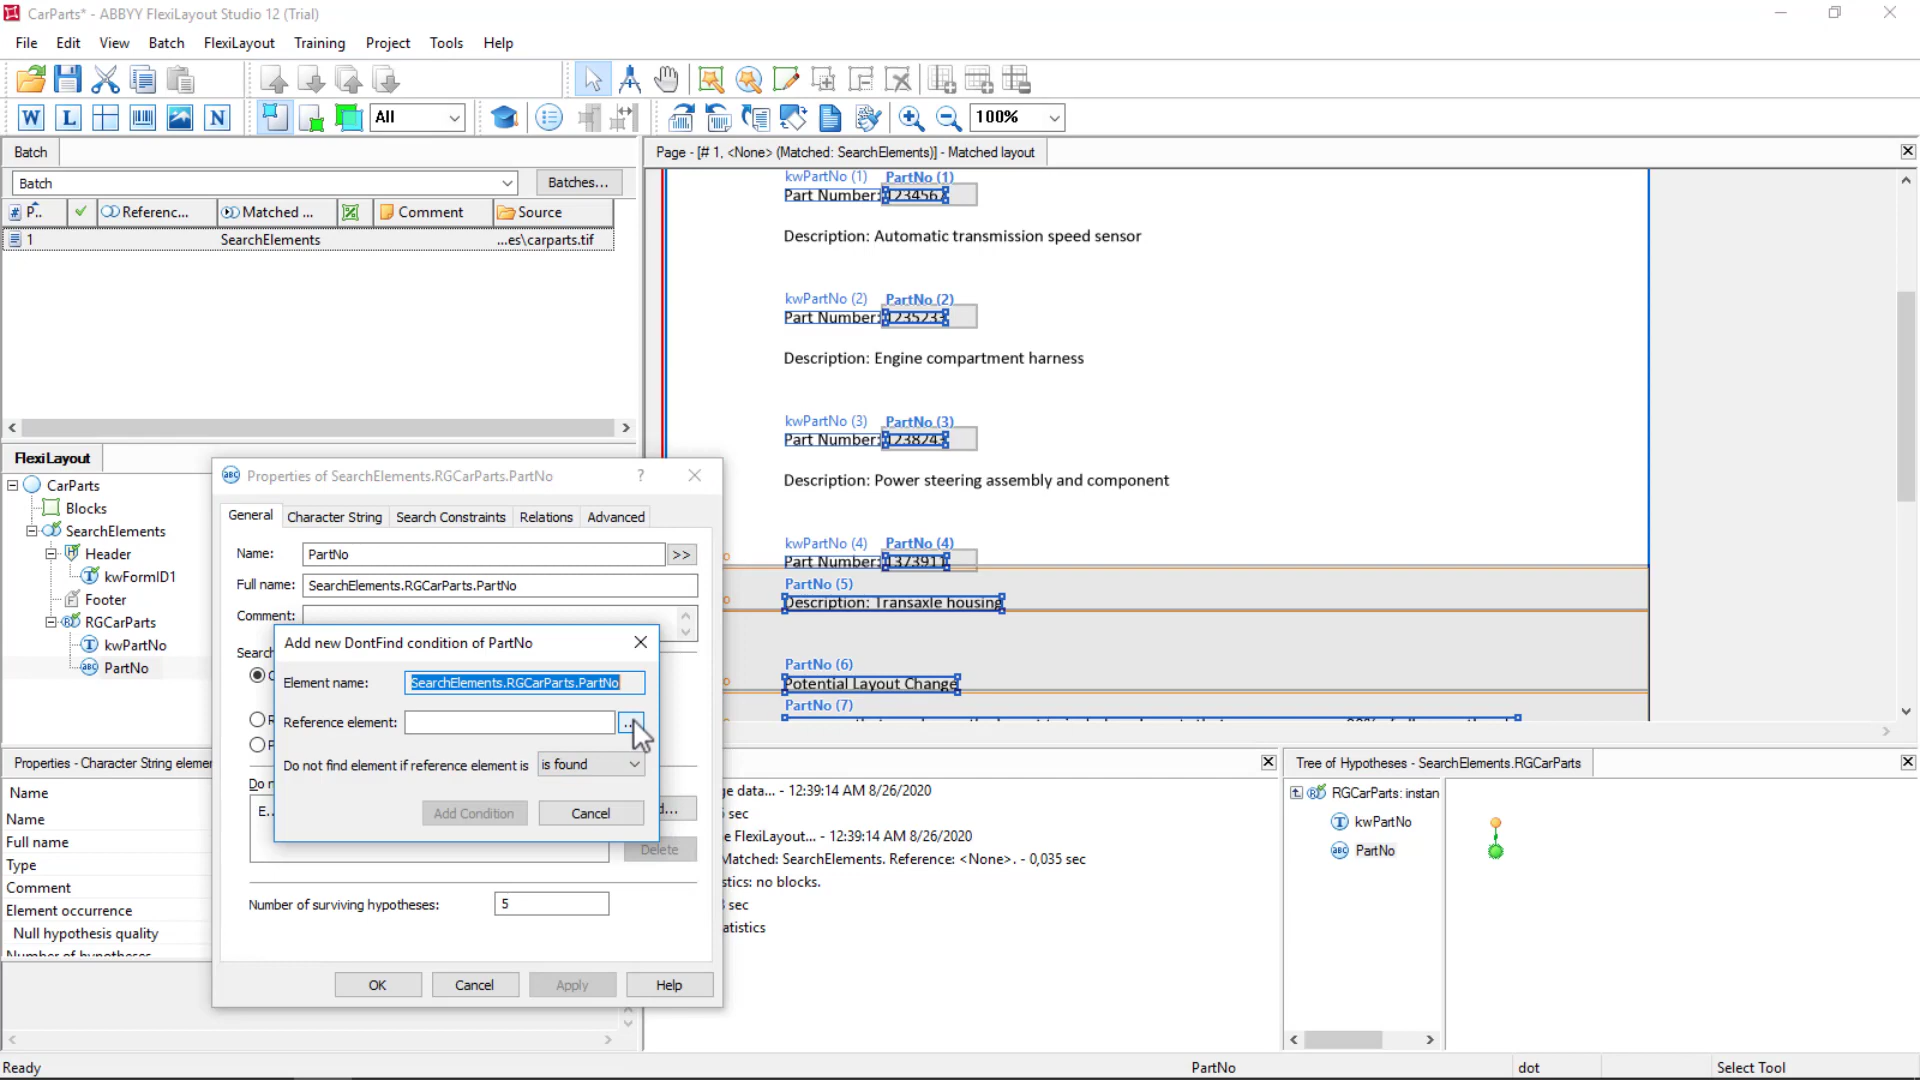 CarParts* - ABBYY FlexiLayout Studio 12 (Trial)
File Edit View Batch FlexiLayout Training Project Tools Help
W L N All 100%
Batch
Page - [# 1, <None> (Matched: SearchElements)] - Matched layout
Batch Batches...
# P.. Referenc... Matched ... Comment Source
1 SearchElements ...es\carparts.tif
kwPartNo (1) PartNo (1)
Part Number: 1234567
Description: Automatic transmission speed sensor
kwPartNo (2) PartNo (2)
Part Number: 1235233
Description: Engine compartment harness
kwPartNo (3) PartNo (3)
Part Number: 1238243
Description: Power steering assembly and component
kwPartNo (4) PartNo (4)
Part Number: 1373911
PartNo (5)
Description: Transaxle housing
PartNo (6)
Potential Layout Change
PartNo (7)
FlexiLayout
CarParts
Blocks
SearchElements
Header
kwFormID1
Footer
RGCarParts
kwPartNo
PartNo
Properties of SearchElements.RGCarParts.PartNo ?
General Character String Search Constraints Relations Advanced
Name: PartNo >>
Full name: SearchElements.RGCarParts.PartNo
Comment:
Search
Add new DontFind condition of PartNo
Element name: SearchElements.RGCarParts.PartNo
Reference element: ...
Do not find element if reference element is is found
Add Condition Cancel
E...
Delete
Number of surviving hypotheses: 5
OK Cancel Apply Help
Properties - Character String elemen
Name
Name
Full name
Type
Comment
Element occurrence
Null hypothesis quality
Number of hypotheses
ge data... - 12:39:14 AM 8/26/2020
sec
e FlexiLayout... - 12:39:14 AM 8/26/2020
Matched: SearchElements. Reference: <None>. - 0,035 sec
stics: no blocks.
sec
atistics
Tree of Hypotheses - SearchElements.RGCarParts
RGCarParts: instan
kwPartNo
PartNo
Ready PartNo dot Select Tool